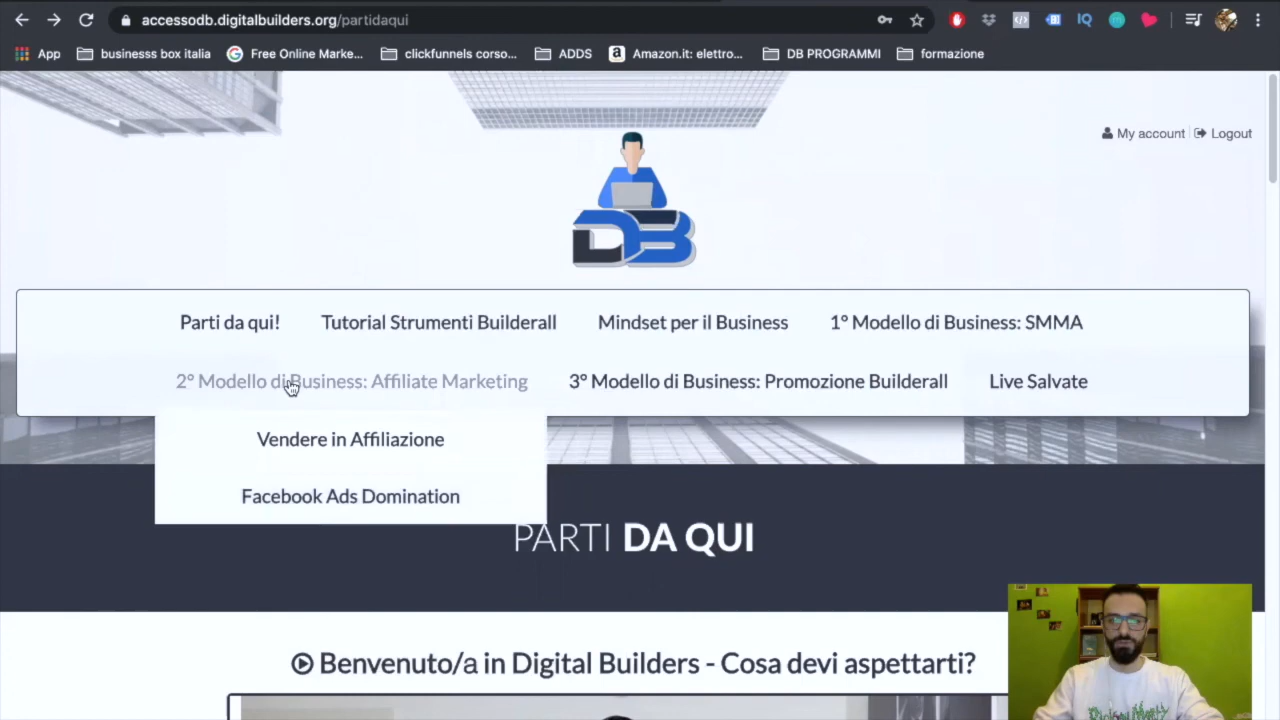 accessodb.digitalbuilders.org/partidaqui
App businesss box italia Free Online Marke... clickfunnels corso... ADDS Amazon.it: elettro... DB PROGRAMMI formazione
My account Logout
DB
Parti da qui! Tutorial Strumenti Builderall Mindset per il Business 1° Modello di Business: SMMA
2° Modello di Business: Affiliate Marketing 3° Modello di Business: Promozione Builderall Live Salvate
Vendere in Affiliazione
Facebook Ads Domination
PARTI DA QUI
Benvenuto/a in Digital Builders - Cosa devi aspettarti?